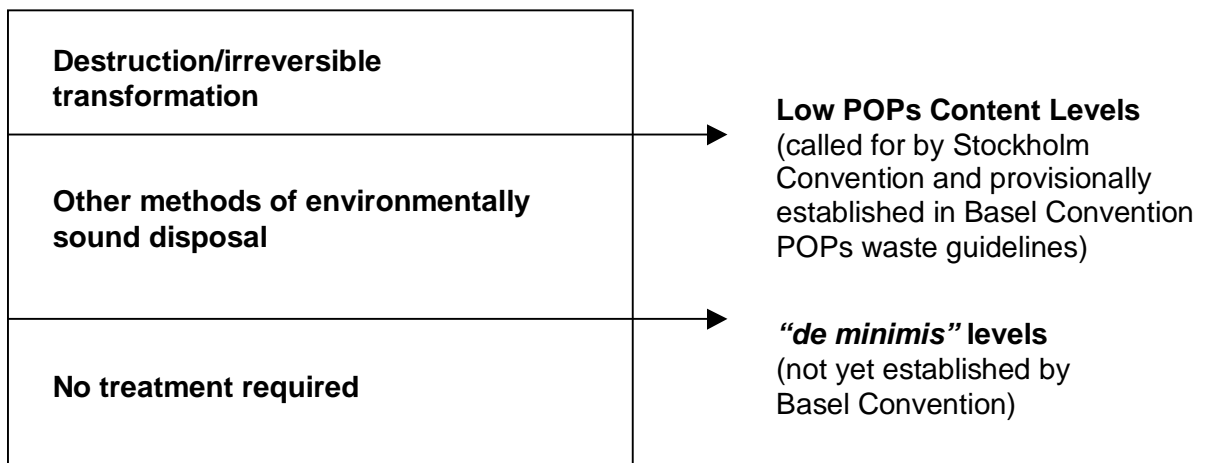 Destruction/irreversible
transformation
Low POPs Content Levels
(called for by Stockholm
Convention and provisionally
established in Basel Convention
POPs waste guidelines)
Other methods of environmentally
sound disposal
“de minimis” levels
(not yet established by
Basel Convention)
No treatment required